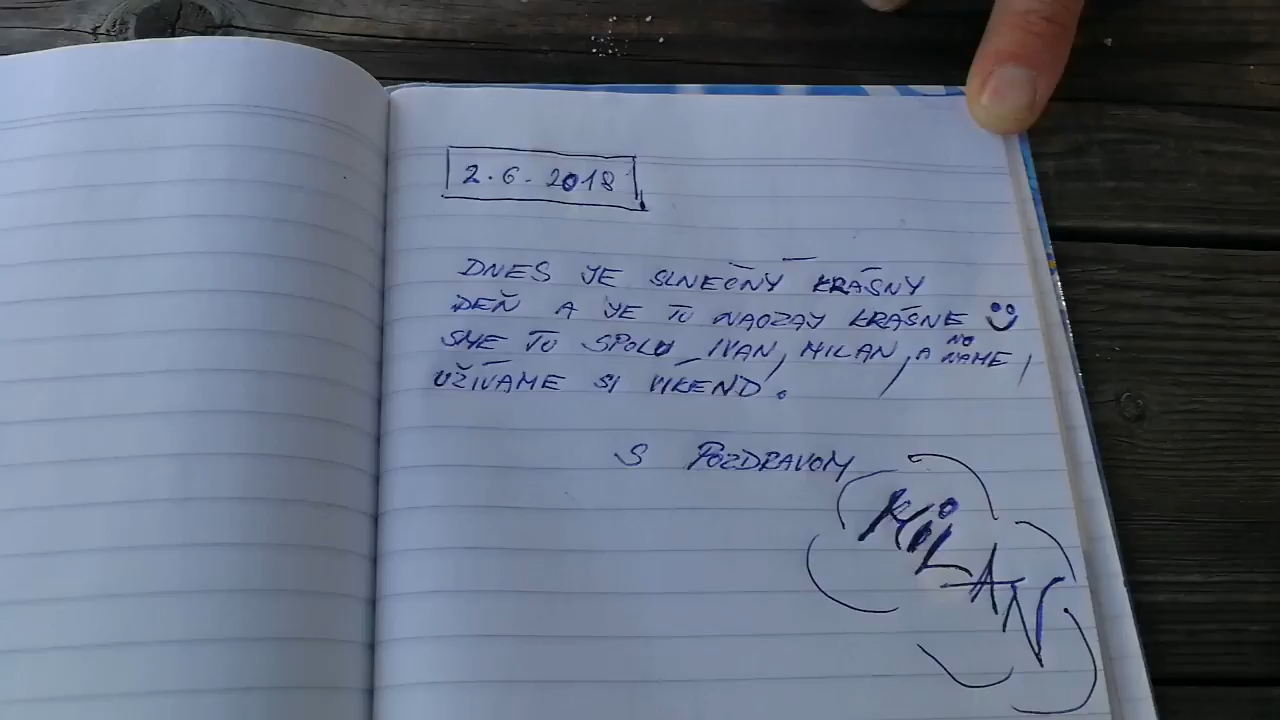 2.6.2018
DNES JE SLNEČNÝ KRÁSNY
DEŇ A JE TU NAOZAJ KRÁSNE
SME TU SPOLU, IVAN, MILAN, A NO NAME,
UŽÍVAME SI VÍKEND.
S POZDRAVOM
MILAN